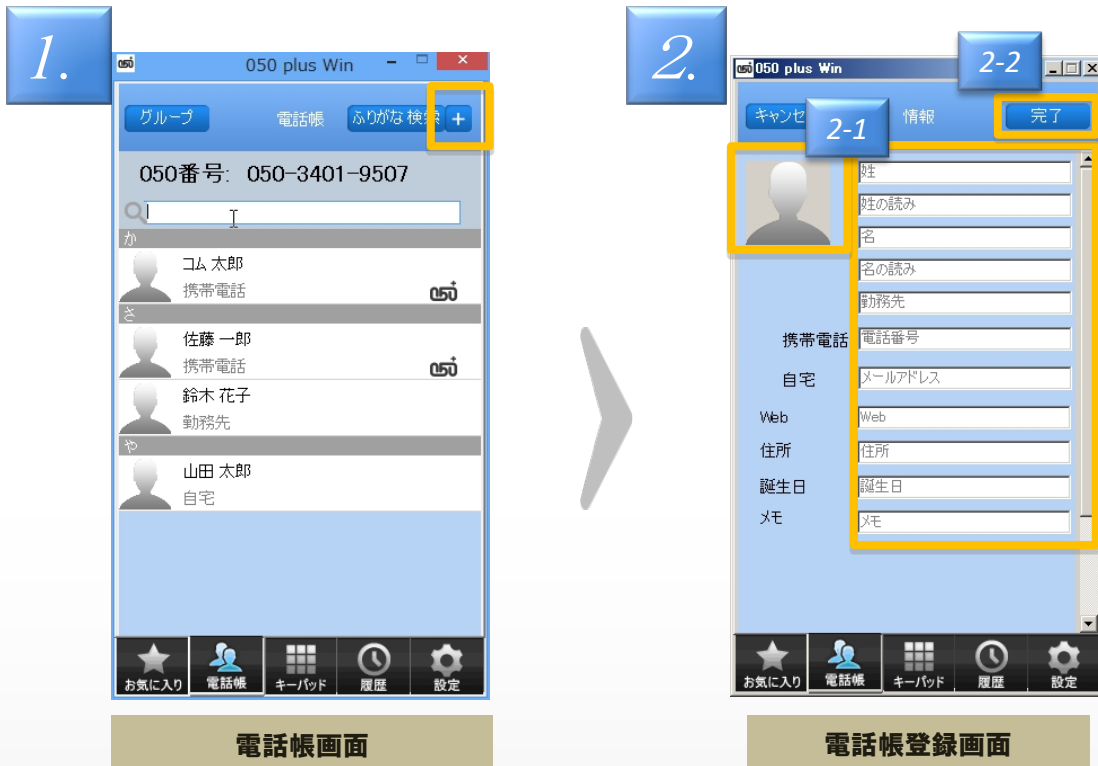 1.
050 plus Win
グループ 電話帳 ふりがな検索 +
050番号: 050-3401-9507
か
コム 太郎
携帯電話 050
さ
佐藤 一郎
携帯電話 050
鈴木 花子
勤務先
や
山田 太郎
自宅
お気に入り 電話帳 キーパッド 履歴 設定
電話帳画面
2.
050 plus Win
2-2
キャンセ 情報 完了
2-1
姓
姓の読み
名
名の読み
勤務先
携帯電話 電話番号
自宅 メールアドレス
Web Web
住所 住所
誕生日 誕生日
メモ メモ
お気に入り 電話帳 キーパッド 履歴 設定
電話帳登録画面